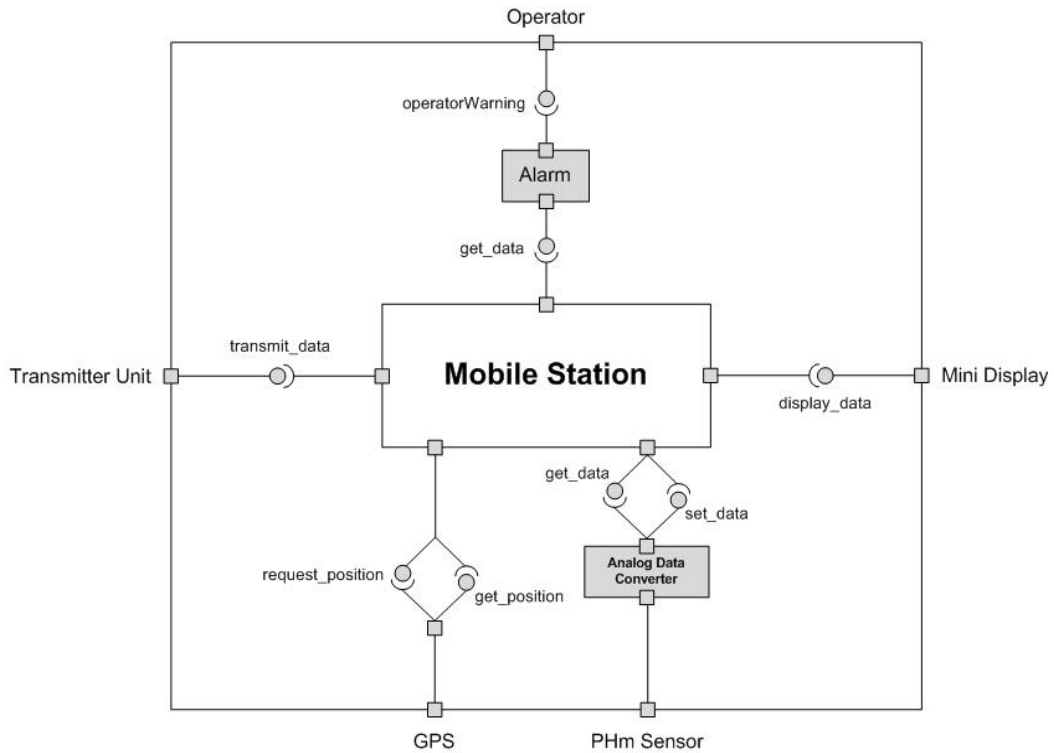 Operator
operatorWarning
Alarm
get_data
transmit_data
Transmitter Unit
Mobile Station
Mini Display
display_data
get_data
set_data
Analog Data
Converter
request_position
get_position
GPS
PHm Sensor